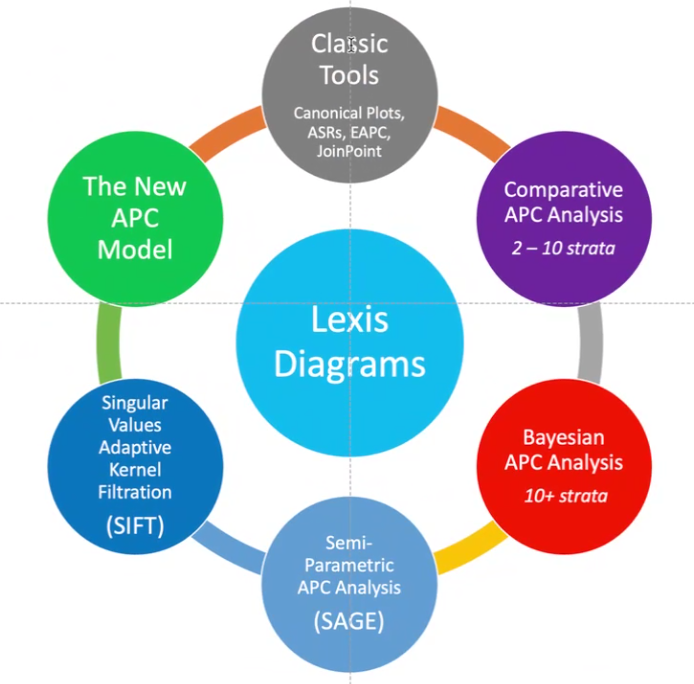 Classic
Tools
Canonical Plots,
ASRs, EAPC,
JoinPoint
Comparative
APC Analysis
2 – 10 strata
Bayesian
APC Analysis
10+ strata
Semi-
Parametric
APC Analysis
(SAGE)
Singular
Values
Adaptive
Kernel
Filtration
(SIFT)
The New
APC
Model
Lexis
Diagrams